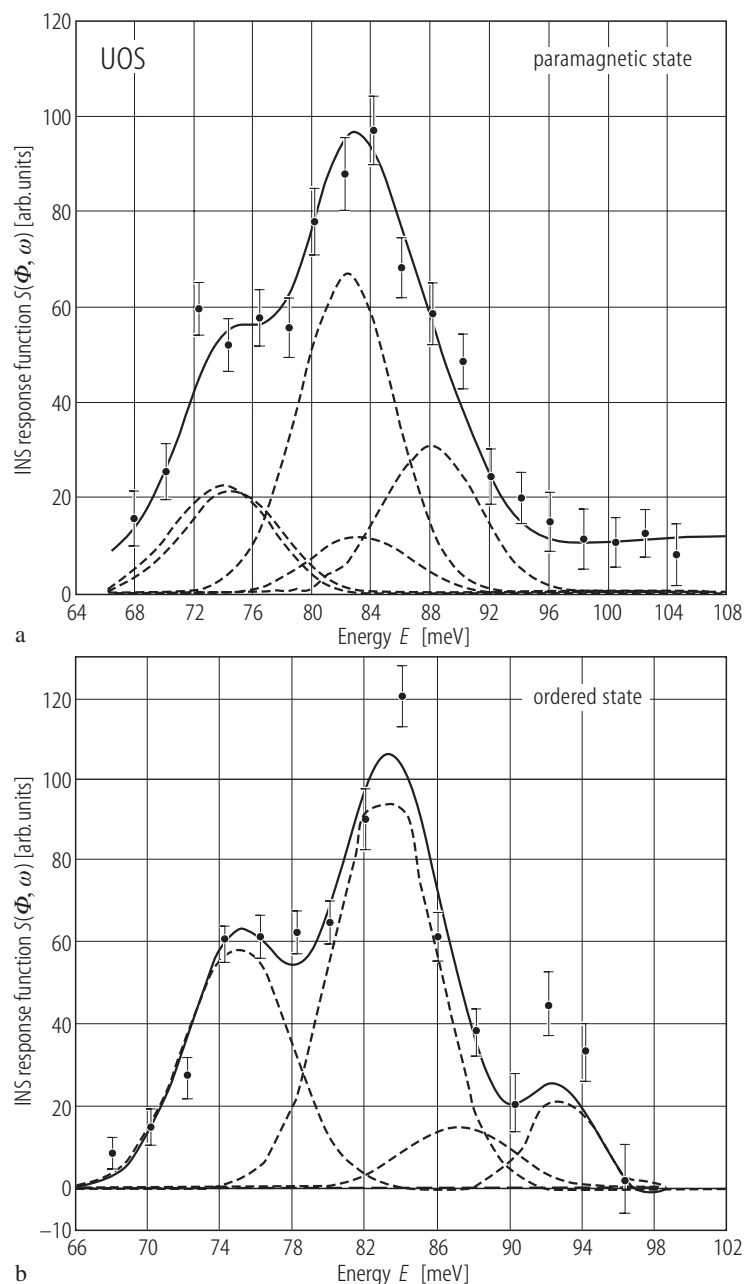 120
UOS
paramagnetic state
100
80
60
40
20
0
INS response function S(Φ, ω) [arb.units]
64 68 72 76 80 84 88 92 96 100 104 108
a
Energy E [meV]
120
ordered state
100
80
60
40
20
0
−10
INS response function S(Φ, ω) [arb.units]
66 70 74 78 82 86 90 94 98 102
b
Energy E [meV]